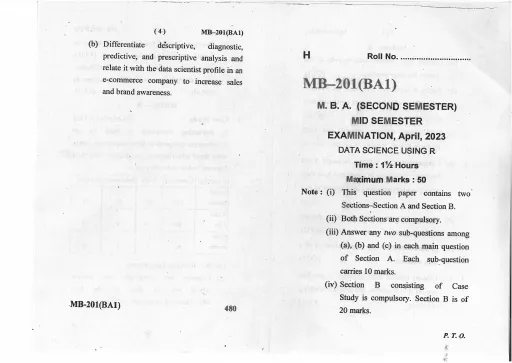 ( 4 ) MB-201(BA1)
(b) Differentiate descriptive, diagnostic,
predictive, and prescriptive analysis and
relate it with the data scientist profile in an
e-commerce company to increase sales
and brand awareness.
MB-201(BA1) 480
H Roll No. ..............................
MB–201(BA1)
M. B. A. (SECOND SEMESTER)
MID SEMESTER
EXAMINATION, April, 2023
DATA SCIENCE USING R
Time : 1½ Hours
Maximum Marks : 50
Note : (i) This question paper contains two
Sections–Section A and Section B.
(ii) Both Sections are compulsory.
(iii) Answer any two sub-questions among
(a), (b) and (c) in each main question
of Section A. Each sub-question
carries 10 marks.
(iv) Section B consisting of Case
Study is compulsory. Section B is of
20 marks.
P. T. O.